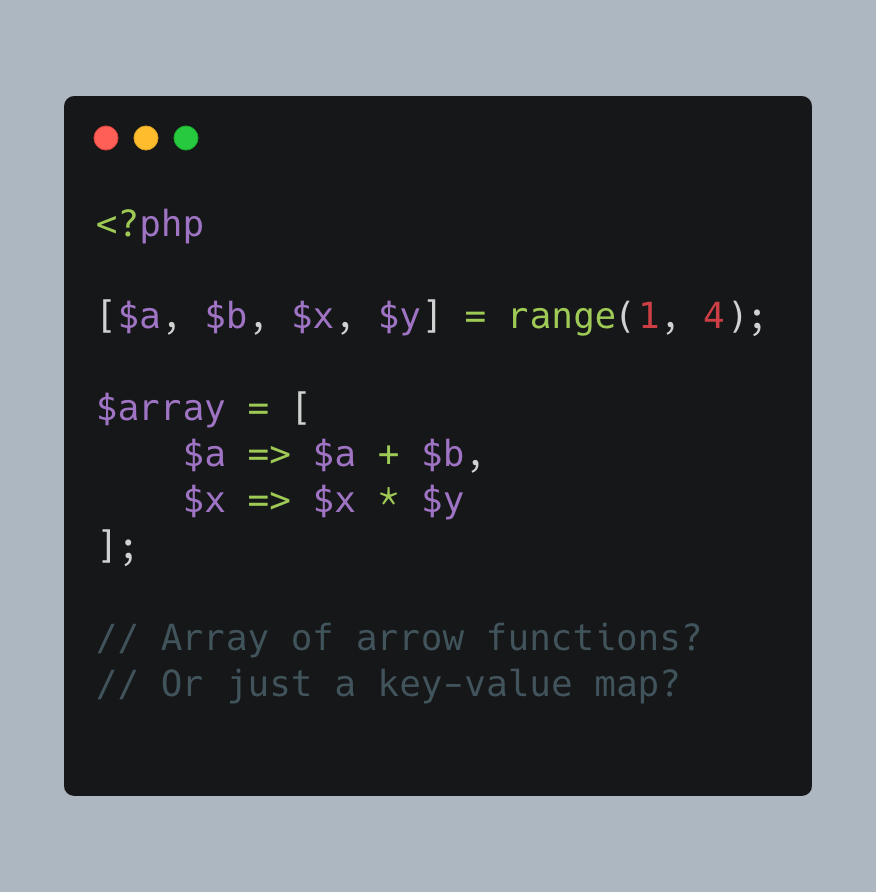 <?php
[$a, $b, $x, $y] = range(1, 4);
$array = [
    $a => $a + $b,
    $x => $x * $y
];
// Array of arrow functions?
// Or just a key-value map?